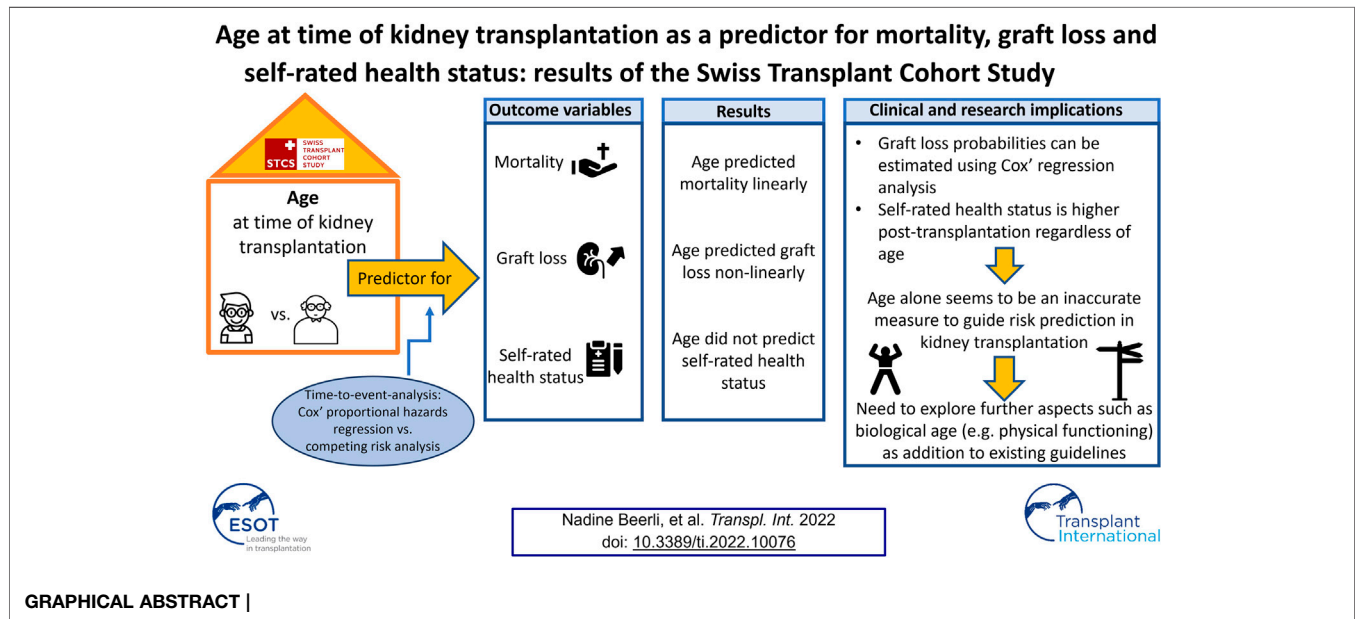 Age at time of kidney transplantation as a predictor for mortality, graft loss and
self-rated health status: results of the Swiss Transplant Cohort Study
STCS
SWISS
TRANSPLANT
COHORT
STUDY
Age
at time of kidney
transplantation
vs.
Predictor for
Time-to-event-analysis:
Cox’ proportional hazards
regression vs.
competing risk analysis
Outcome variables
Mortality
Graft loss
Self-rated
health status
Results
Age predicted
mortality linearly
Age predicted graft
loss non-linearly
Age did not predict
self-rated health
status
Clinical and research implications
• Graft loss probabilities can be
estimated using Cox’ regression
analysis
• Self-rated health status is higher
post-transplantation regardless of
age
Age alone seems to be an inaccurate
measure to guide risk prediction in
kidney transplantation
Need to explore further aspects such as
biological age (e.g. physical functioning)
as addition to existing guidelines
ESOT
Leading the way
in transplantation
Nadine Beerli, et al. Transpl. Int. 2022
doi: 10.3389/ti.2022.10076
Transplant
International
GRAPHICAL ABSTRACT |